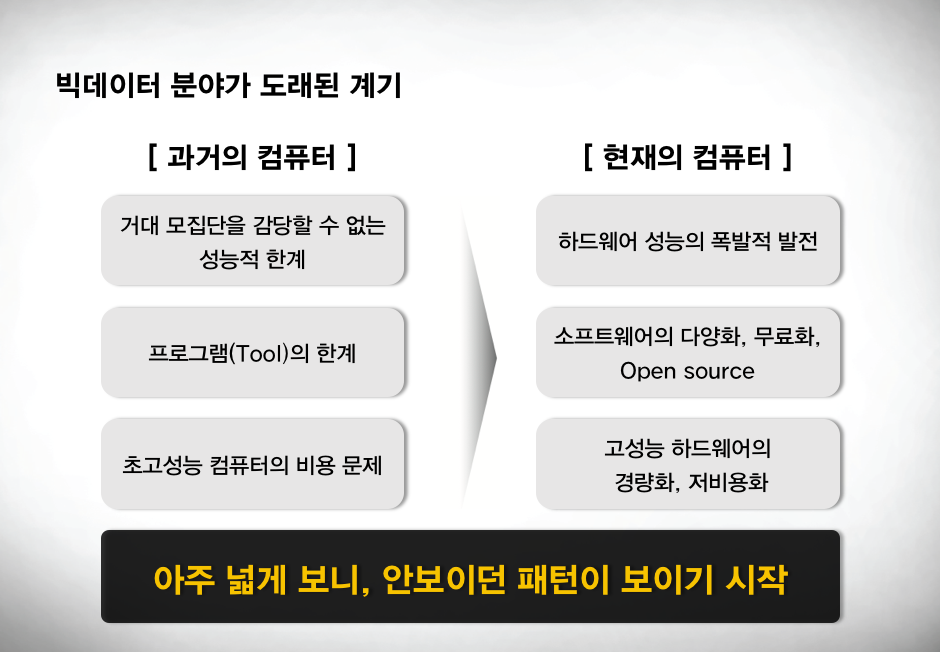 빅데이터 분야가 도래된 계기
[ 과거의 컴퓨터 ]
거대 모집단을 감당할 수 없는
성능적 한계
프로그램(Tool)의 한계
초고성능 컴퓨터의 비용 문제
[ 현재의 컴퓨터 ]
하드웨어 성능의 폭발적 발전
소프트웨어의 다양화, 무료화,
Open source
고성능 하드웨어의
경량화, 저비용화
아주 넓게 보니, 안보이던 패턴이 보이기 시작